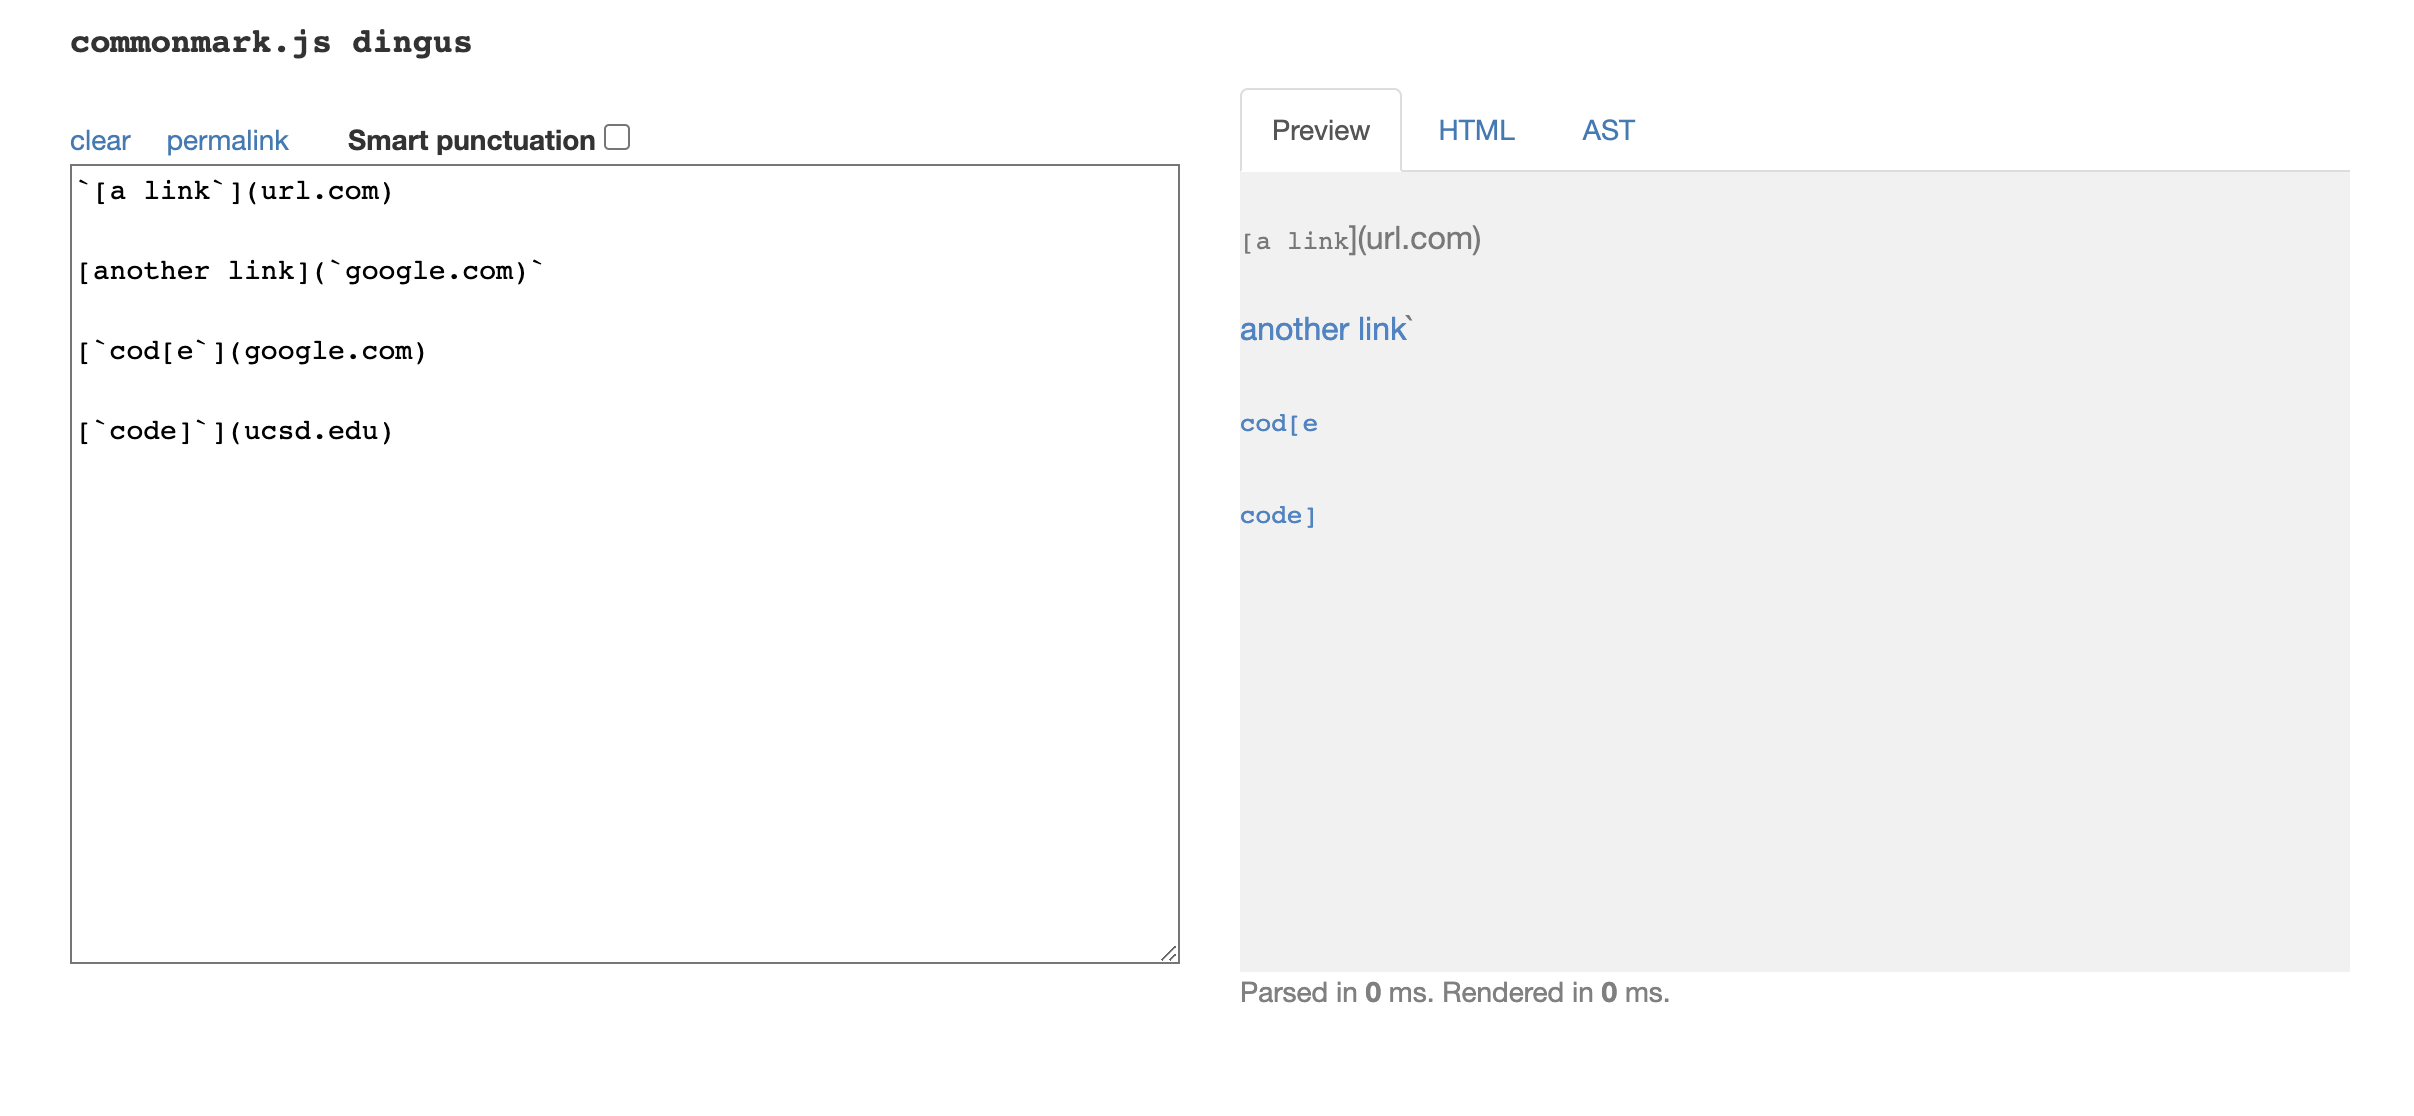 commonmark.js dingus
clear permalink Smart punctuation
`[a link`](url.com)
[another link](`google.com)`
[`cod[e`](google.com)
[`code]`](ucsd.edu)
Preview HTML AST
[a link](url.com)
another link`
cod[e
code]
Parsed in 0 ms. Rendered in 0 ms.